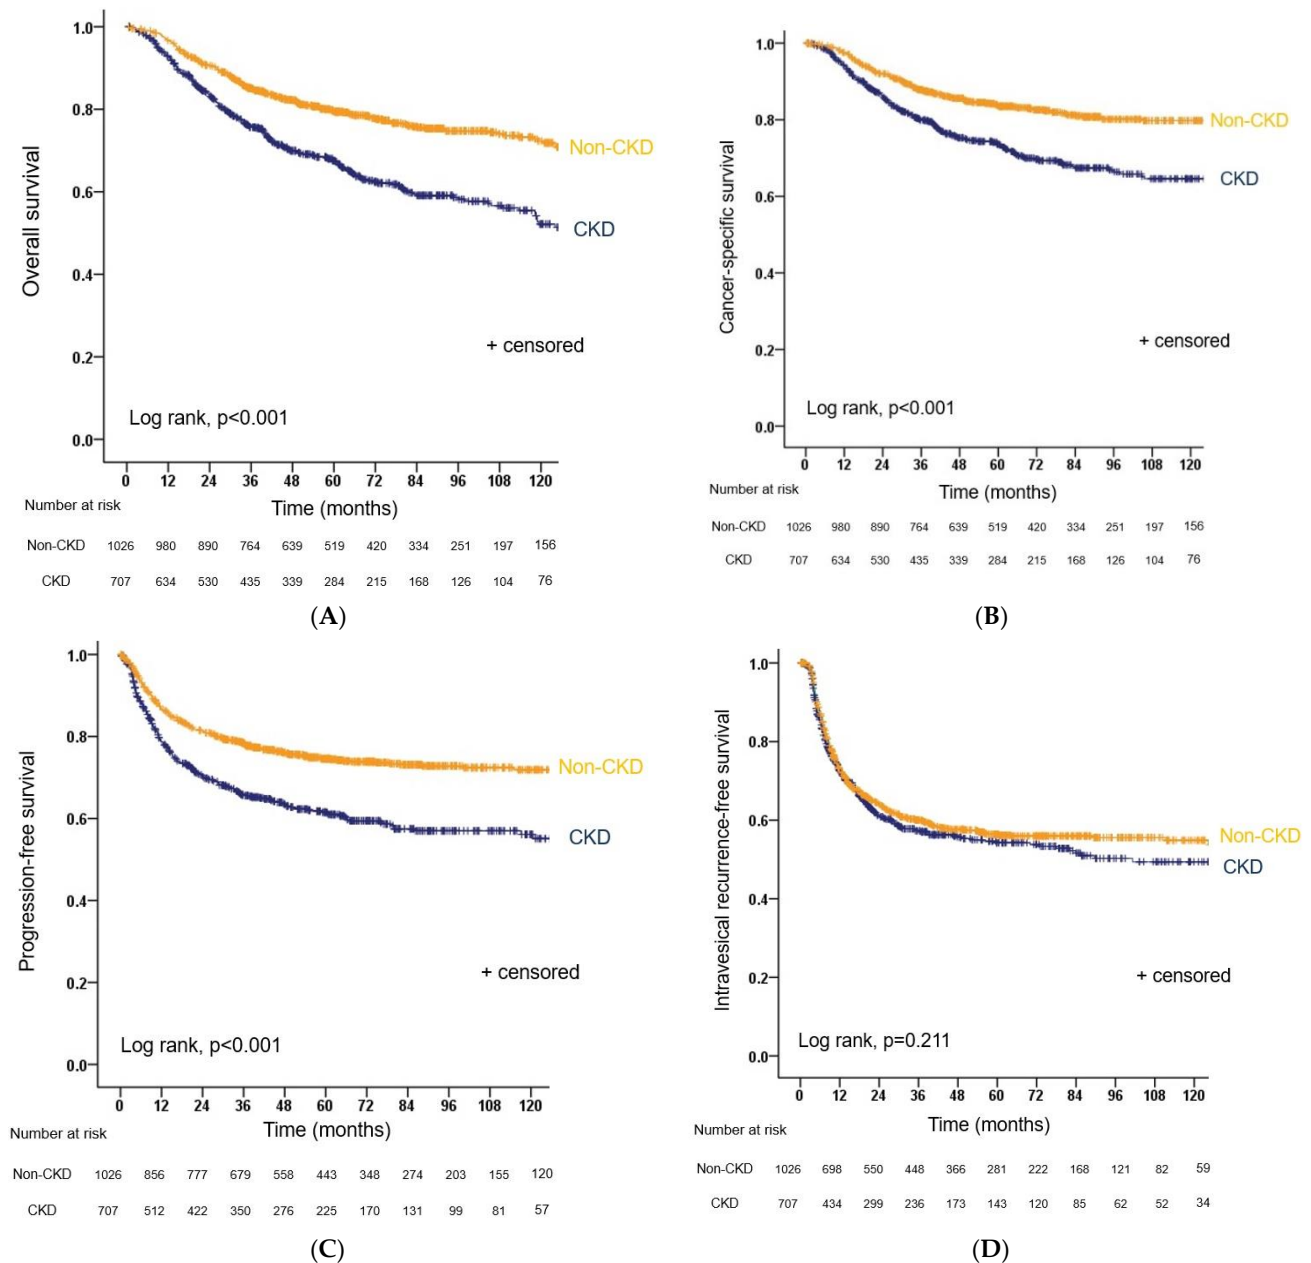 1.0
0.8
0.6
0.4
0.2
0.0
Overall survival
Non-CKD
CKD
+ censored
Log rank, p<0.001
0 12 24 36 48 60 72 84 96 108 120
Number at risk
Time (months)
Non-CKD 1026 980 890 764 639 519 420 334 251 197 156
CKD 707 634 530 435 339 284 215 168 126 104 76
(A)
1.0
0.8
0.6
0.4
0.2
0.0
Cancer-specific survival
Non-CKD
CKD
+ censored
Log rank, p<0.001
0 12 24 36 48 60 72 84 96 108 120
Number at risk
Time (months)
Non-CKD 1026 980 890 764 639 519 420 334 251 197 156
CKD 707 634 530 435 339 284 215 168 126 104 76
(B)
1.0
0.8
0.6
0.4
0.2
0.0
Progression-free survival
Non-CKD
CKD
+ censored
Log rank, p<0.001
0 12 24 36 48 60 72 84 96 108 120
Number at risk
Time (months)
Non-CKD 1026 856 777 679 558 443 348 274 203 155 120
CKD 707 512 422 350 276 225 170 131 99 81 57
(C)
1.0
0.8
0.6
0.4
0.2
0.0
Intravesical recurrence-free survival
Non-CKD
CKD
+ censored
Log rank, p=0.211
0 12 24 36 48 60 72 84 96 108 120
Number at risk
Time (months)
Non-CKD 1026 698 550 448 366 281 222 168 121 82 59
CKD 707 434 299 236 173 143 120 85 62 52 34
(D)